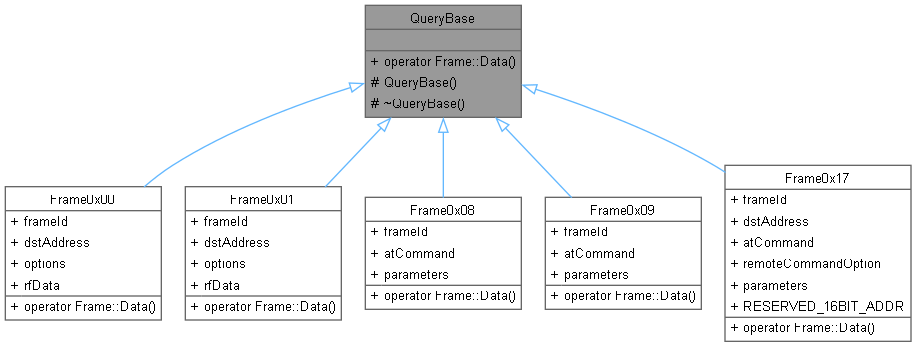 QueryBase
+ operator Frame::Data()
# QueryBase()
# ~QueryBase()
Frame0x00
+ frameId
+ dstAddress
+ options
+ rfData
+ operator Frame::Data()
Frame0x01
+ frameId
+ dstAddress
+ options
+ rfData
+ operator Frame::Data()
Frame0x08
+ frameId
+ atCommand
+ parameters
+ operator Frame::Data()
Frame0x09
+ frameId
+ atCommand
+ parameters
+ operator Frame::Data()
Frame0x17
+ frameId
+ dstAddress
+ atCommand
+ remoteCommandOption
+ parameters
+ RESERVED_16BIT_ADDR
+ operator Frame::Data()